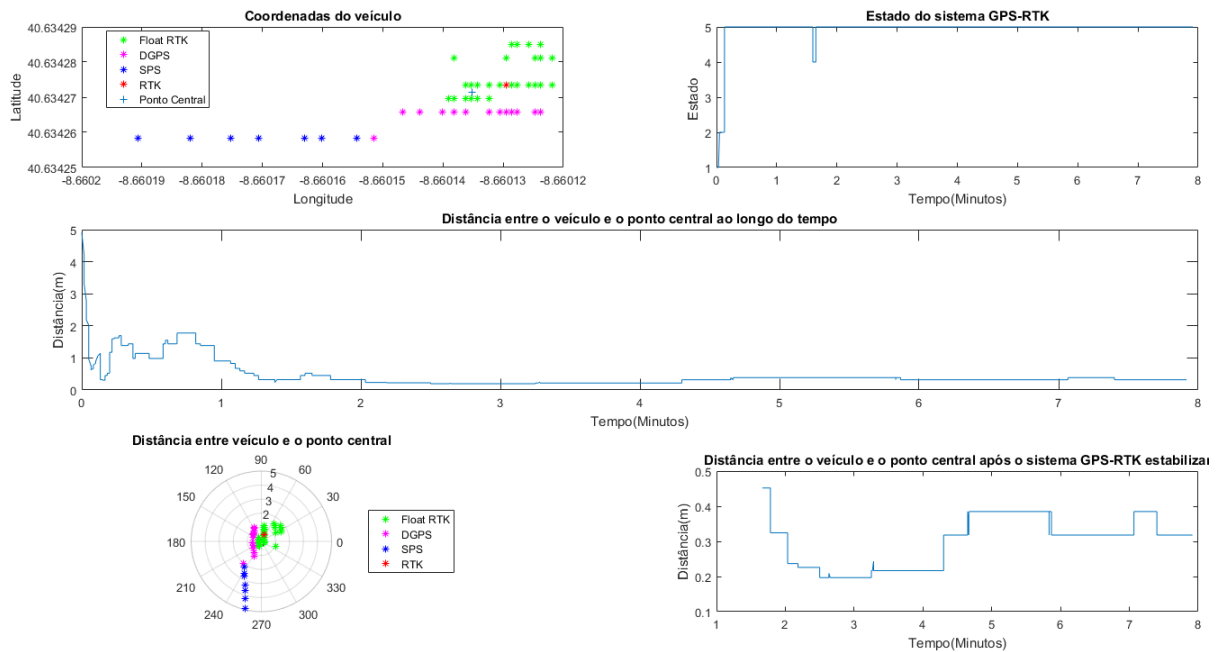 Coordenadas do veículo
40.63429
40.63428
40.63427
40.63426
40.63425
Latitude
Float RTK
DGPS
SPS
RTK
Ponto Central
-8.6602 -8.66019 -8.66018 -8.66017 -8.66016 -8.66015 -8.66014 -8.66013 -8.66012
Longitude
Estado do sistema GPS-RTK
5
4
3
2
1
Estado
0 1 2 3 4 5 6 7 8
Tempo(Minutos)
Distância entre o veículo e o ponto central ao longo do tempo
5
4
3
2
1
0
Distância(m)
0 1 2 3 4 5 6 7 8
Tempo(Minutos)
Distância entre veículo e o ponto central
90
120 60
150 30
180 0
210 330
240 300
270
5
4
3
2
Float RTK
DGPS
SPS
RTK
Distância entre o veículo e o ponto central após o sistema GPS-RTK estabilizar
0.5
0.4
0.3
0.2
0.1
Distância(m)
1 2 3 4 5 6 7 8
Tempo(Minutos)